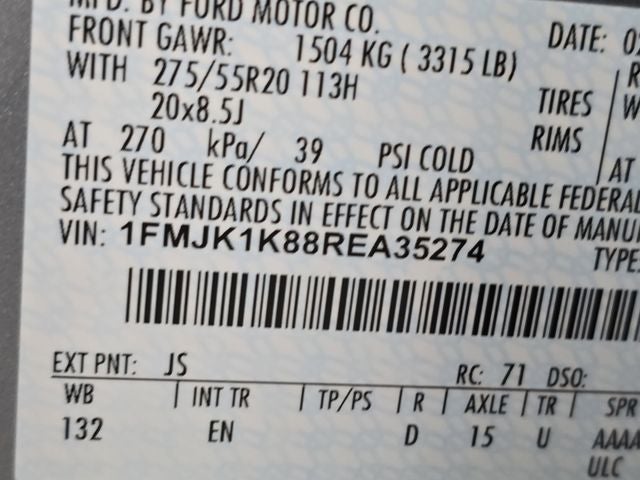 MFD. BY FORD MOTOR CO.
DATE: 0
FRONT GAWR: 1504 KG ( 3315 LB)
WITH 275/55R20 113H TIRES
20x8.5J RIMS
AT 270 kPa/ 39 PSI COLD AT
THIS VEHICLE CONFORMS TO ALL APPLICABLE FEDERAL
SAFETY STANDARDS IN EFFECT ON THE DATE OF MANU
VIN: 1FMJK1K88REA35274 TYPE:
EXT PNT: JS RC: 71 DSO:
WB | INT TR | TP/PS | R | AXLE | TR | SPR
132 EN D 15 U AAAA
ULC